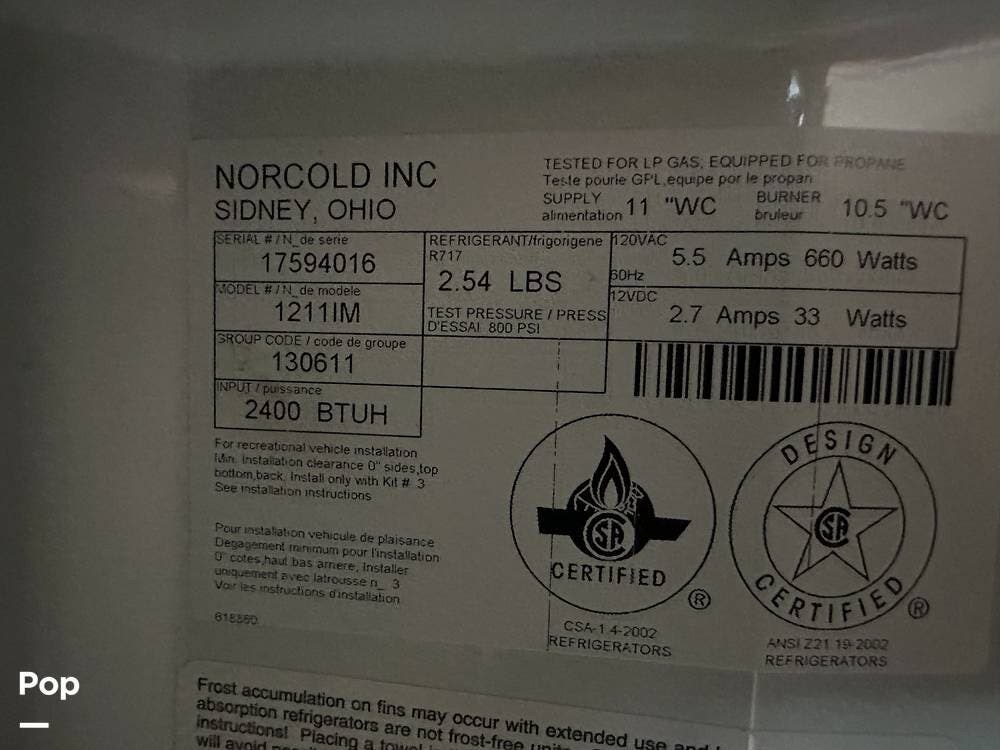 NORCOLD INC
SIDNEY, OHIO
TESTED FOR LP GAS, EQUIPPED FOR PROPANE
Teste pourle GPL,equipe por le propan
SUPPLY
alimentation 11 "WC
BURNER
bruleur 10.5 "WC
SERIAL # / N_de serie
17594016
MODEL # / N_de modele
1211IM
GROUP CODE / code de groupe
130611
INPUT / puissance
2400 BTUH
REFRIGERANT/frigorigene
R717
2.54 LBS
TEST PRESSURE / PRESS
D'ESSAI 800 PSI
120VAC
60Hz
5.5 Amps 660 Watts
12VDC
2.7 Amps 33 Watts
For recreational vehicle installation
Min. installation clearance 0" sides,top
bottom,back, Install only with Kit # 3
See installation instructions
Pour installation vehicule de plaisance
Degagement minimum pour l'installation
0" cotes,haut bas arriere, Installer
uniquement avec latrousse n_ 3
Voir les instructions d'installation
618360
CERTIFIED
®
CSA-1.4-2002
REFRIGERATORS
DESIGN
CERTIFIED
®
ANSI Z21.19-2002
REFRIGERATORS
Frost accumulation on fins may occur with extended use and
absorption refrigerators are not frost-free
instructions! Placing a towel
will avoid
Pop